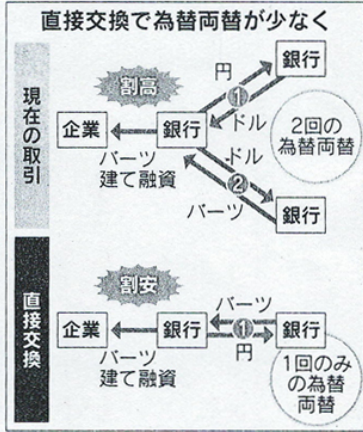 直接交換で為替両替が少なく
現在の取引
割高
企業
銀行
バーツ
建て融資
円
①
ドル
銀行
ドル
②
バーツ
銀行
2回の
為替両替
直接交換
割安
企業
銀行
バーツ
建て融資
バーツ
①
円
銀行
1回のみ
の為替
両替